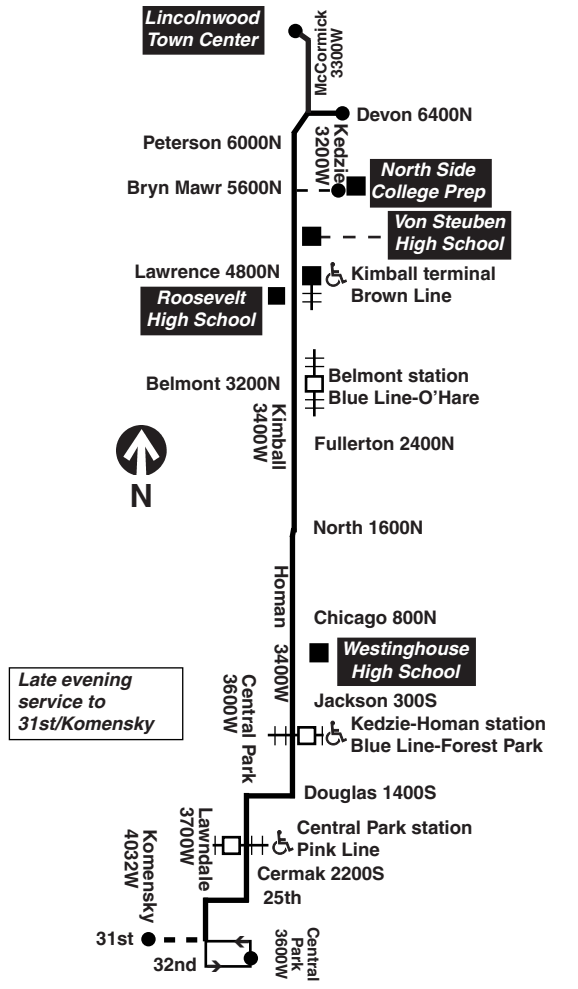 Lincolnwood
Town Center
McCormick
3300W
Devon 6400N
Peterson 6000N
Kedzie
3200W
North Side
College Prep
Bryn Mawr 5600N
Von Steuben
High School
Lawrence 4800N
Kimball terminal
Brown Line
Roosevelt
High School
Belmont 3200N
Belmont station
Blue Line-O'Hare
Kimball
3400W
Fullerton 2400N
N
North 1600N
Homan 3400W
Chicago 800N
Westinghouse
High School
Late evening
service to
31st/Komensky
Central Park
3600W
Jackson 300S
Kedzie-Homan station
Blue Line-Forest Park
Douglas 1400S
Lawndale
3700W
Central Park station
Pink Line
Komensky
4032W
Cermak 2200S
25th
31st
32nd
Central
Park
3600W